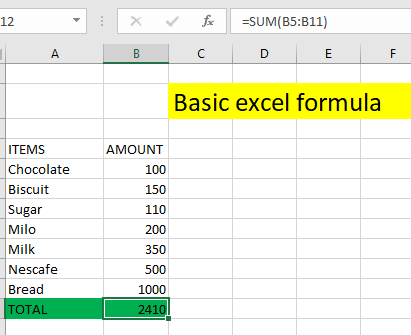 12 fx =SUM(B5:B11)
A B C D E F
Basic excel formula
ITEMS AMOUNT
Chocolate 100
Biscuit 150
Sugar 110
Milo 200
Milk 350
Nescafe 500
Bread 1000
TOTAL 2410